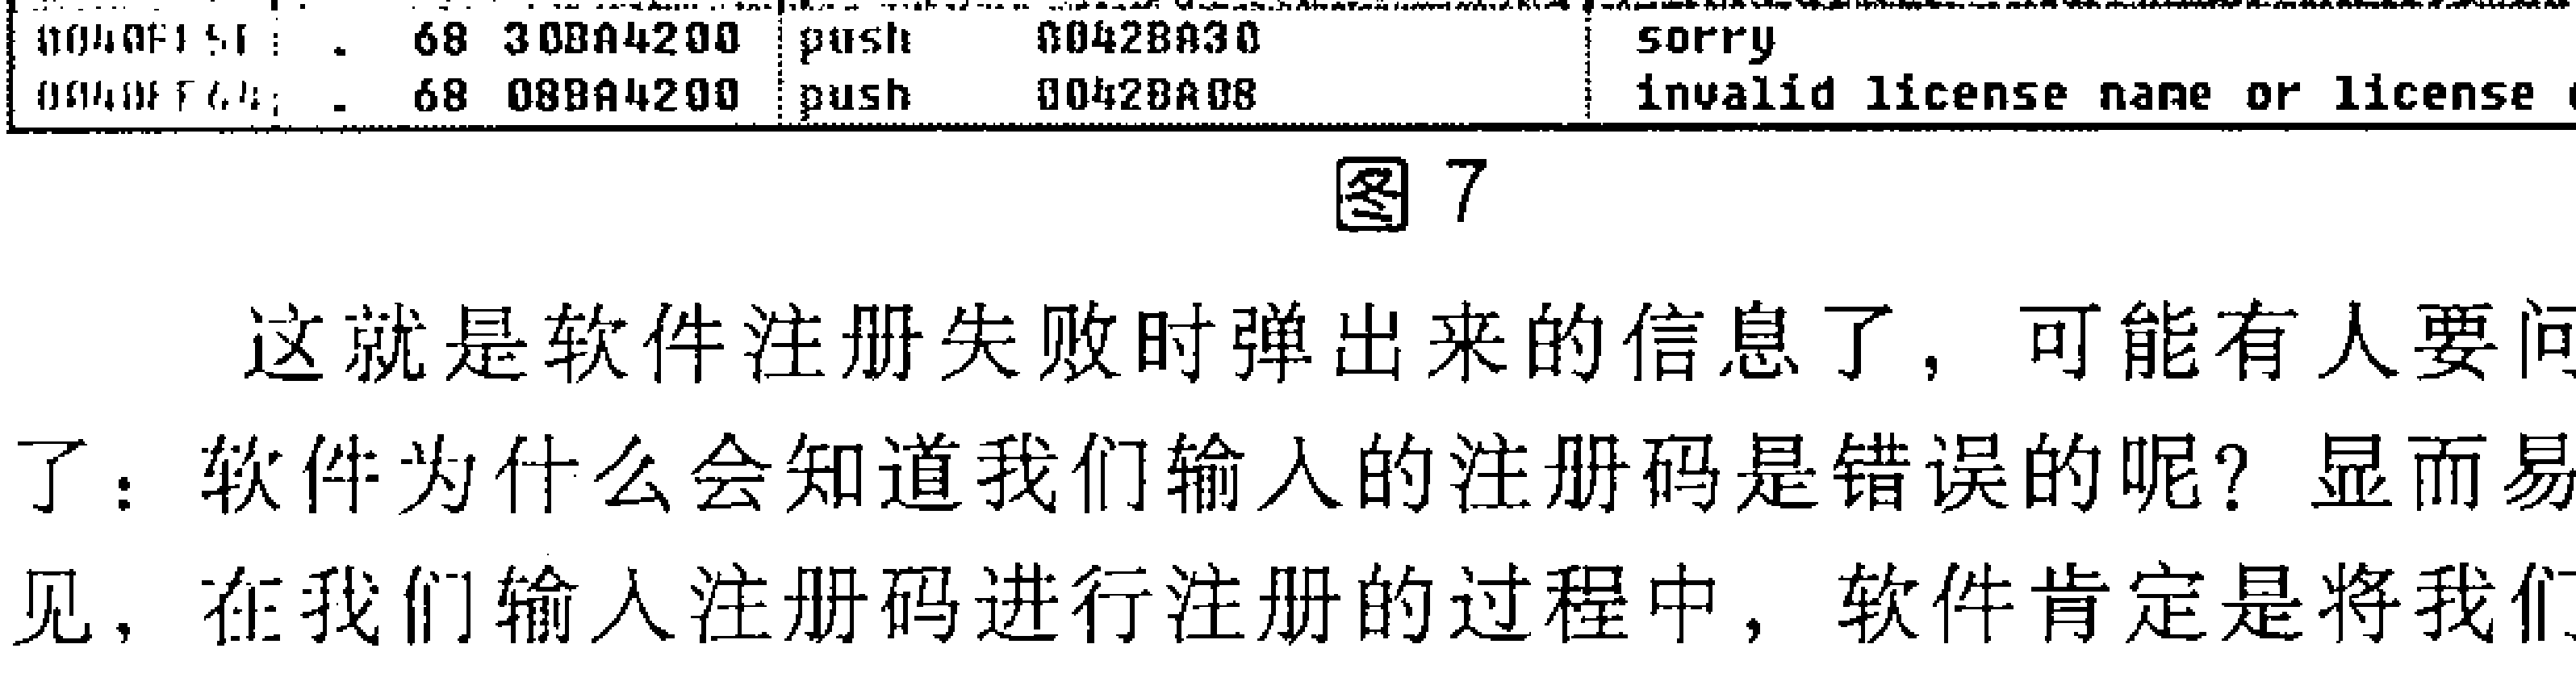 68 30BA4200 push 0042BA30 sorry
68 08BA4200 push 0042BA08 invalid license name or license
图 7
这就是软件注册失败时弹出来的信息了，可能有人要问
了：软件为什么会知道我们输入的注册码是错误的呢？显而易
见，在我们输入注册码进行注册的过程中，软件肯定是将我们